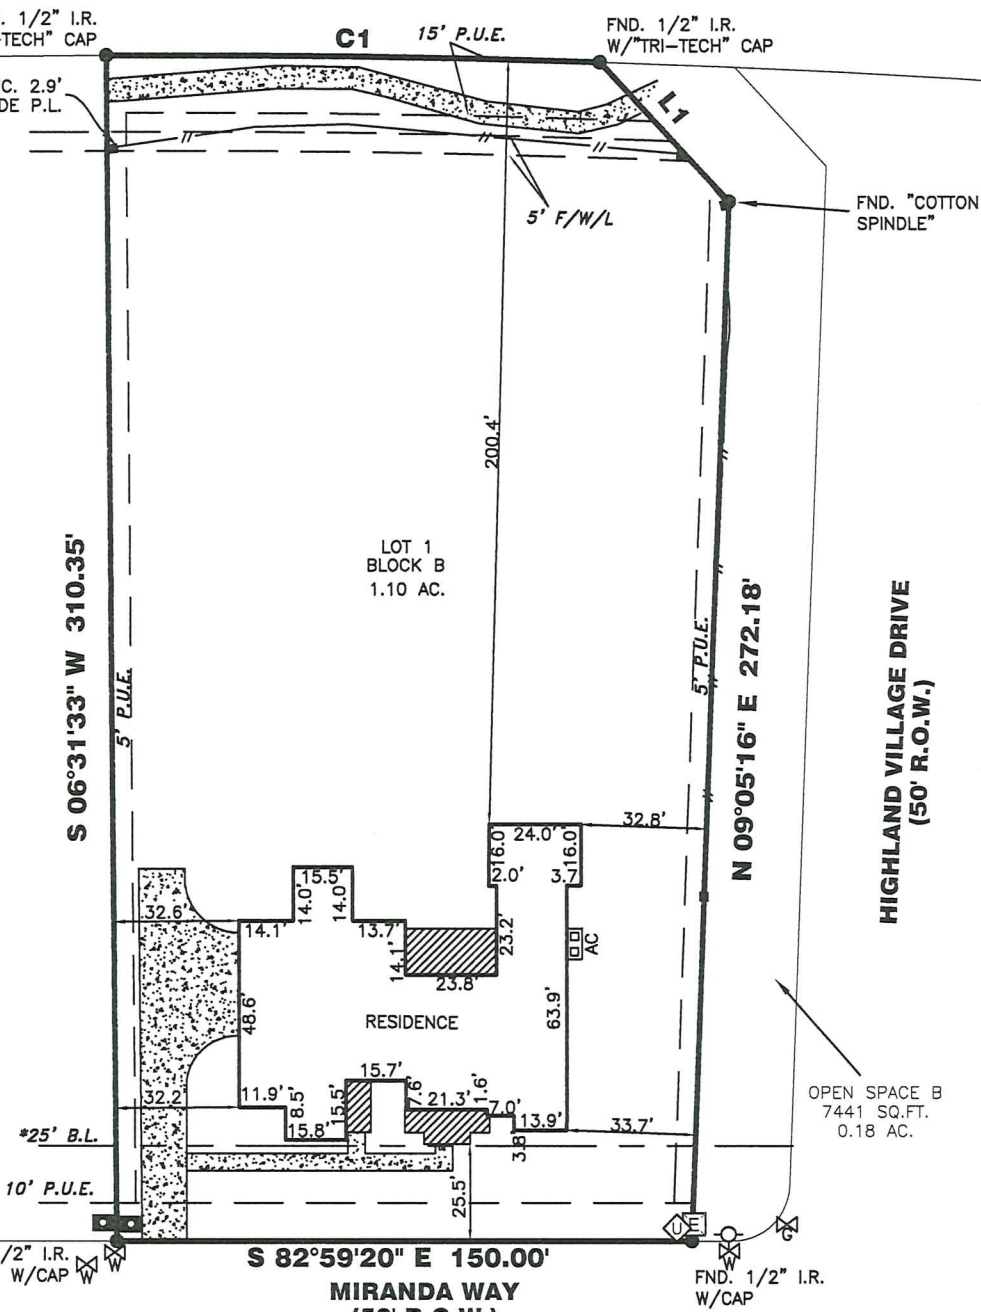 . 1/2" I.R.
-TECH" CAP
C1
15' P.U.E.
FND. 1/2" I.R.
W/"TRI-TECH" CAP
C. 2.9'
DE P.L.
L1
FND. "COTTON
SPINDLE"
5' F/W/L
200.4'
LOT 1
BLOCK B
1.10 AC.
S 06°31'33" W 310.35'
5' P.U.E.
5' P.U.E.
N 09°05'16" E 272.18'
HIGHLAND VILLAGE DRIVE
(50' R.O.W.)
32.8'
24.0'
16.0'
16.0'
2.0'
3.7
15.5'
14.0'
14.0'
32.6'
14.1'
13.7'
14.1'
23.2'
23.8'
AC
48.6'
RESIDENCE
63.9'
15.7'
11.9'
8.5'
15.5'
7.6'
21.3'
1.6'
7.0'
13.9'
32.2'
15.8'
3.8'
33.7'
OPEN SPACE B
7441 SQ.FT.
0.18 AC.
*25' B.L.
10' P.U.E.
25.5'
U
E
G
W
W
W
/2" I.R.
W/CAP
S 82°59'20" E 150.00'
MIRANDA WAY
FND. 1/2" I.R.
W/CAP